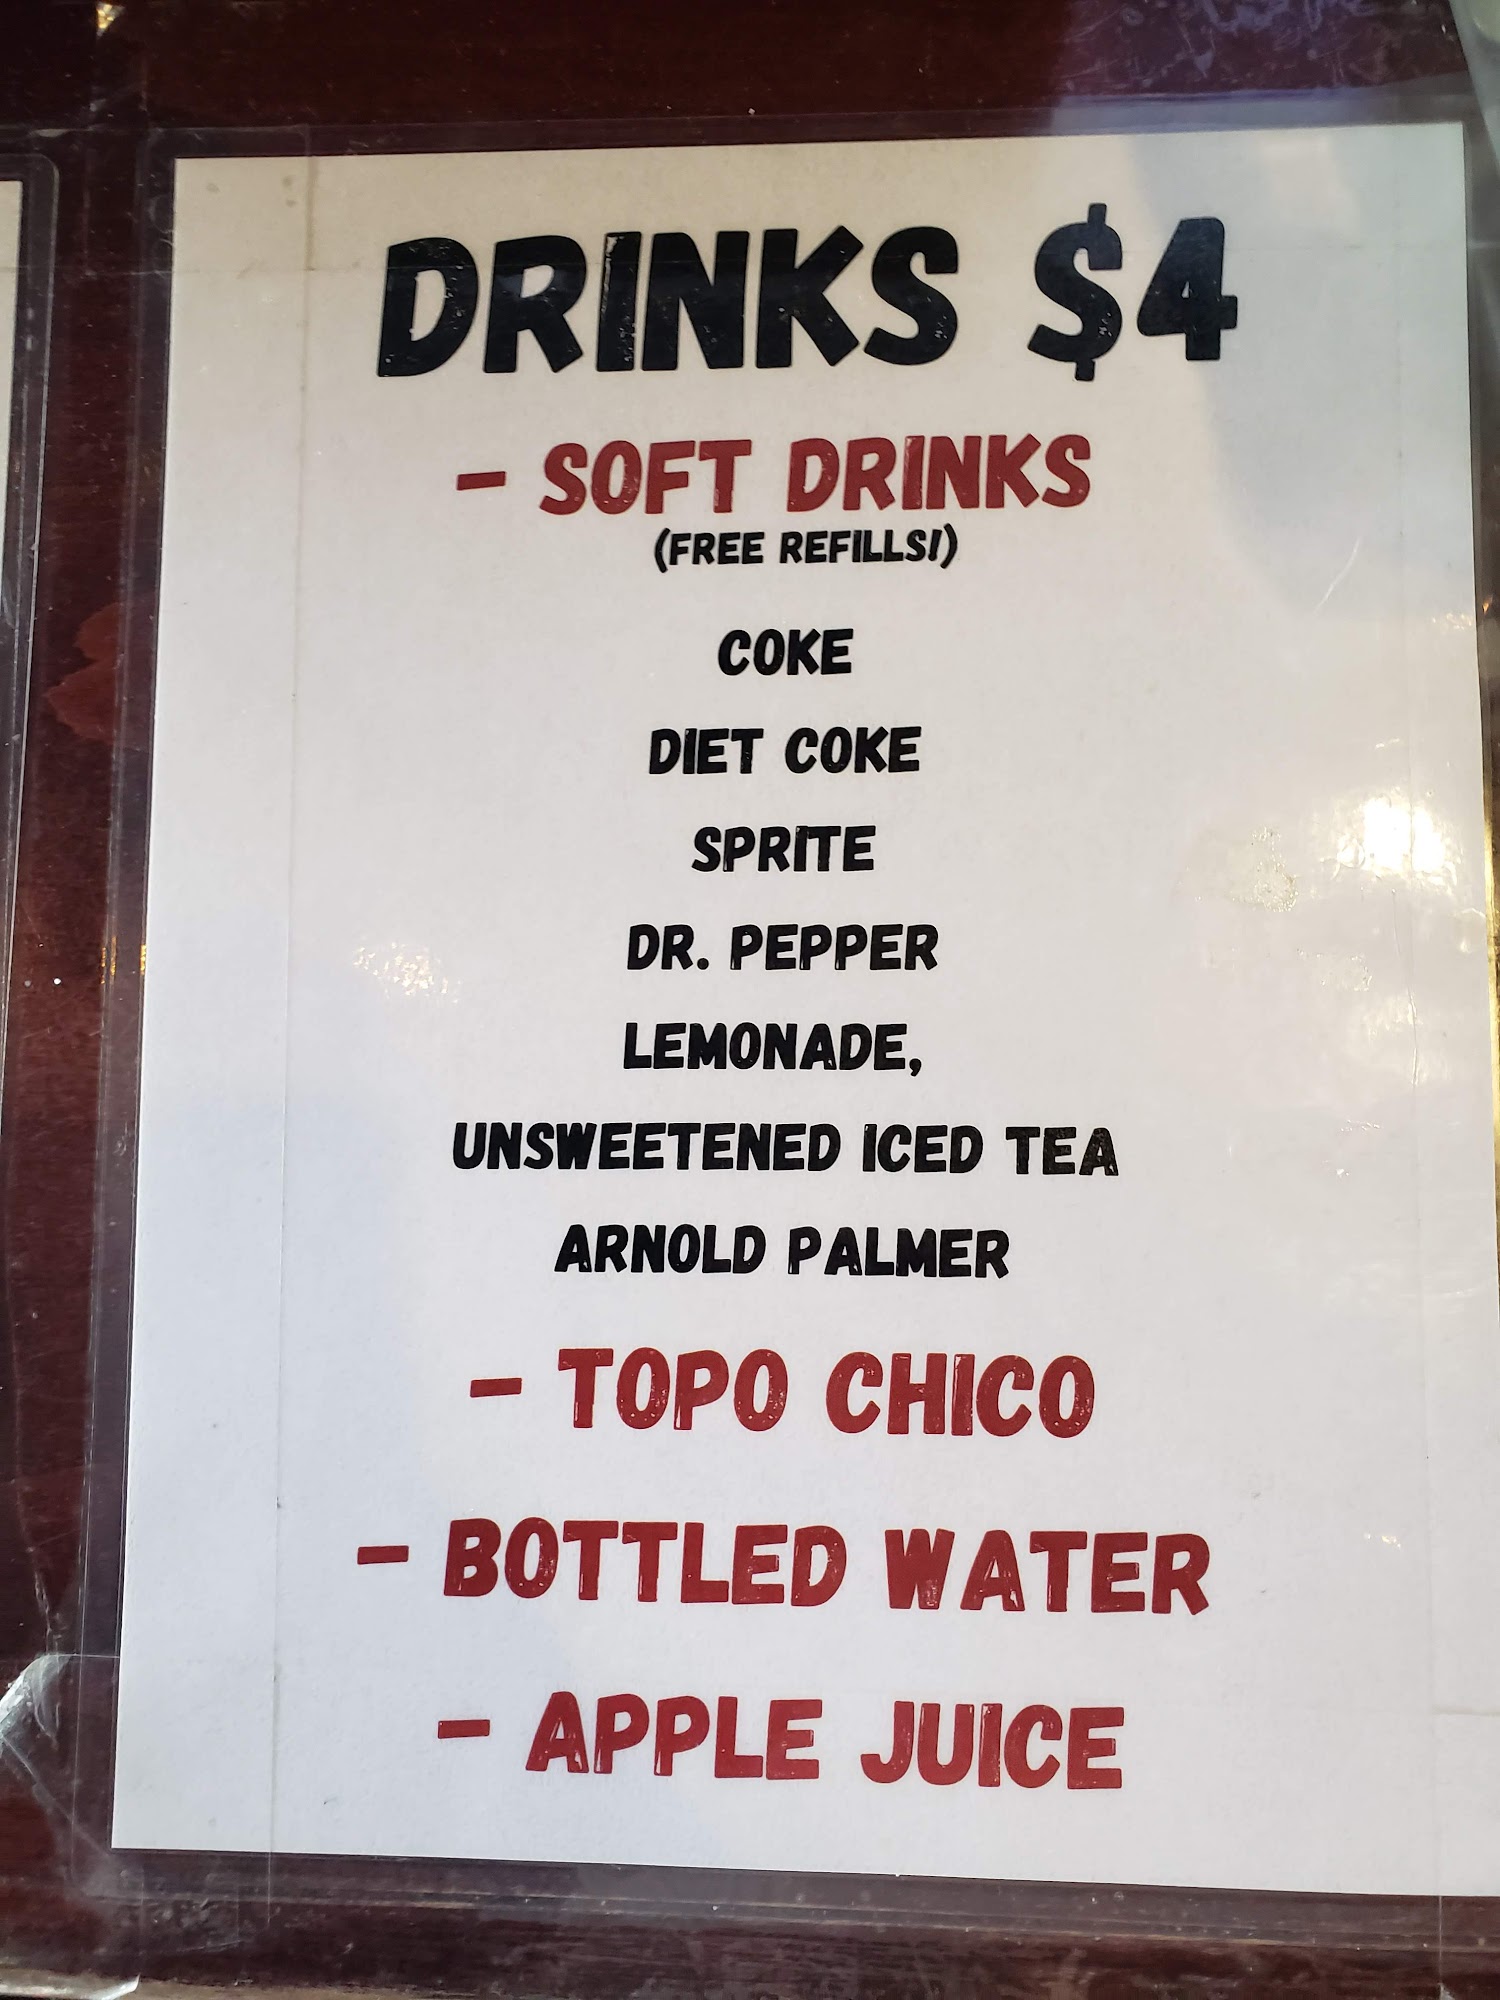 DRINKS $4
- SOFT DRINKS
(FREE REFILLS!)
COKE
DIET COKE
SPRITE
DR. PEPPER
LEMONADE,
UNSWEETENED ICED TEA
ARNOLD PALMER
- TOPO CHICO
- BOTTLED WATER
- APPLE JUICE